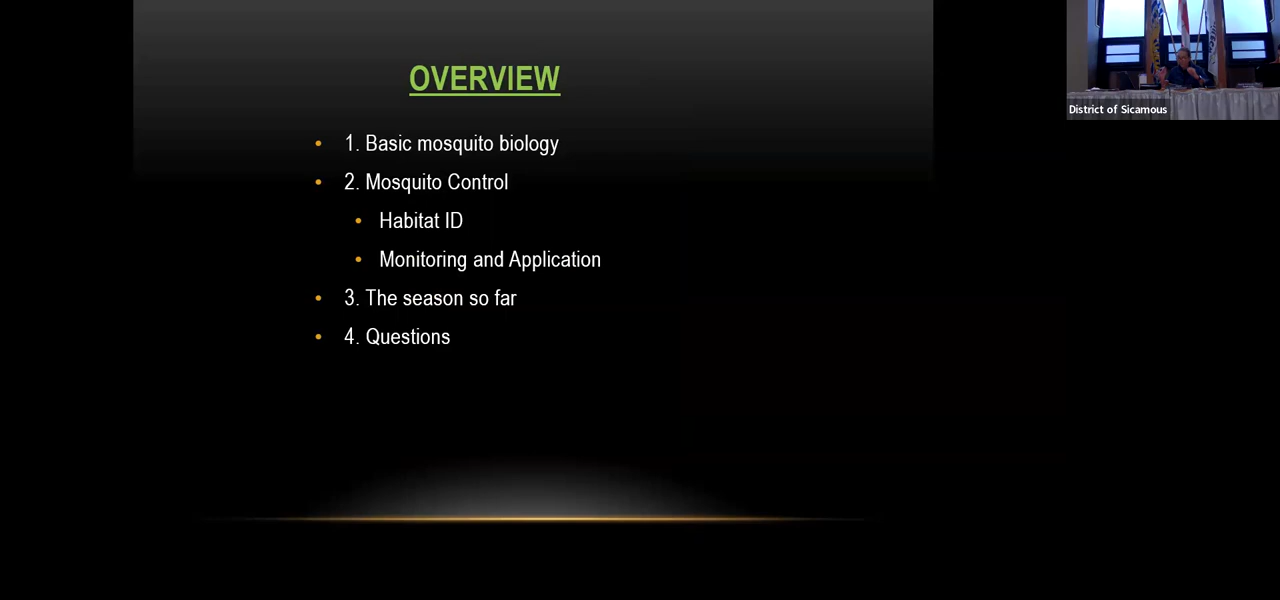 OVERVIEW
• 1. Basic mosquito biology
• 2. Mosquito Control
• Habitat ID
• Monitoring and Application
• 3. The season so far
• 4. Questions
District of Sicamous